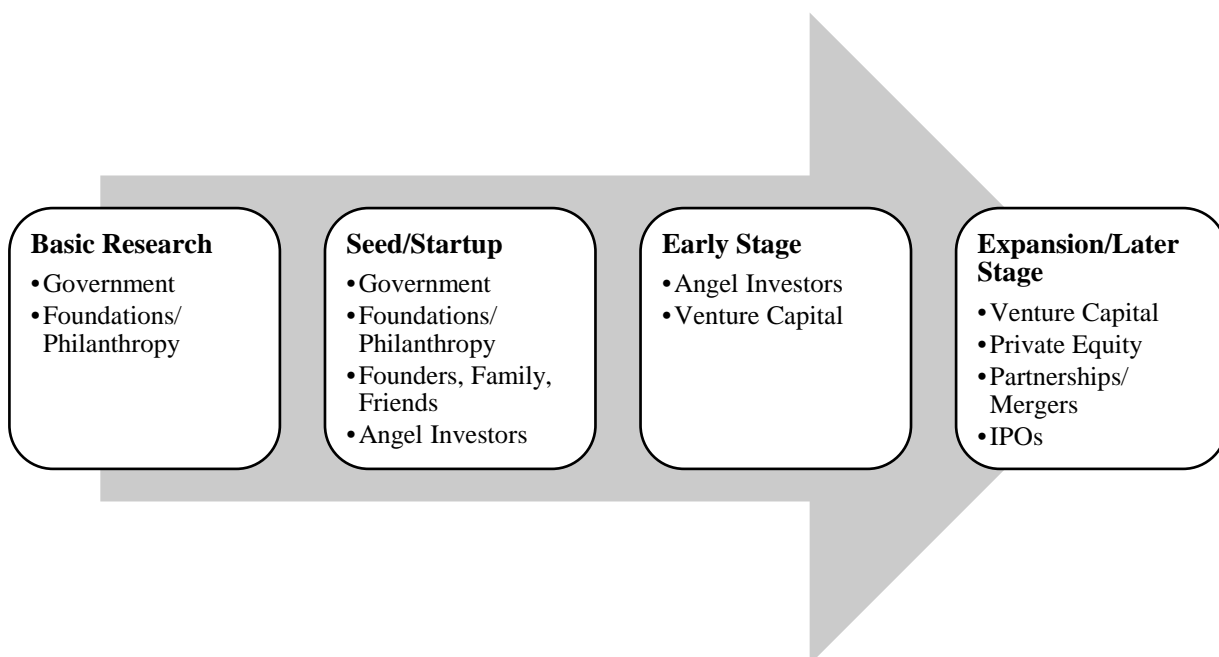 Basic Research
•Government
•Foundations/
Philanthropy
Seed/Startup
•Government
•Foundations/
Philanthropy
•Founders, Family,
Friends
•Angel Investors
Early Stage
•Angel Investors
•Venture Capital
Expansion/Later
Stage
•Venture Capital
•Private Equity
•Partnerships/
Mergers
•IPOs